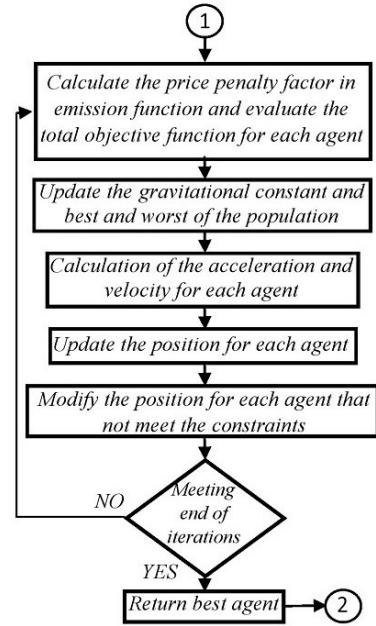 1
Calculate the price penalty factor in
emission function and evaluate the
total objective function for each agent
Update the gravitational constant and
best and worst of the population
Calculation of the acceleration and
velocity for each agent
Update the position for each agent
Modify the position for each agent that
not meet the constraints
Meeting
end of
iterations
NO
YES
Return best agent
2